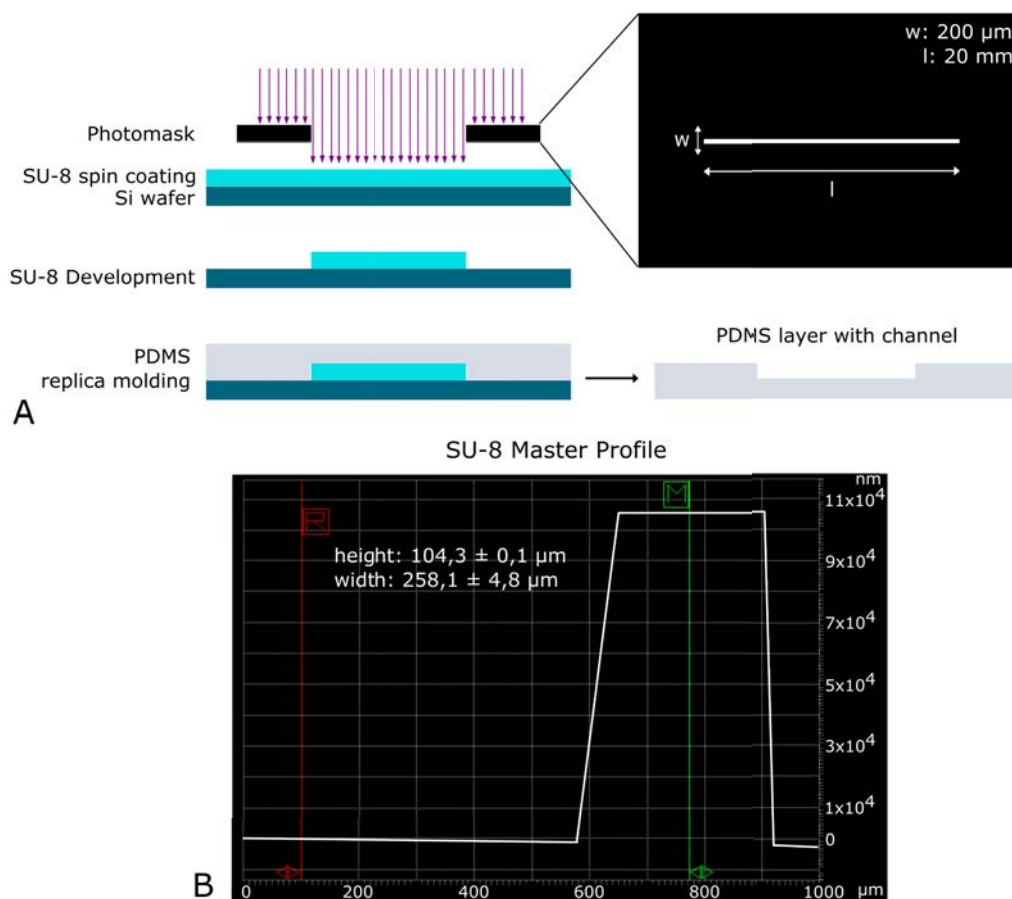 w: 200 µm
l: 20 mm
Photomask
w
SU-8 spin coating
Si wafer
l
SU-8 Development
PDMS
replica molding
PDMS layer with channel
A
SU-8 Master Profile
nm
11x10⁴
M
R
height: 104,3 ± 0,1 µm
width: 258,1 ± 4,8 µm
9x10⁴
7x10⁴
5x10⁴
3x10⁴
1x10⁴
0
B
0 200 400 600 800 1000 µm